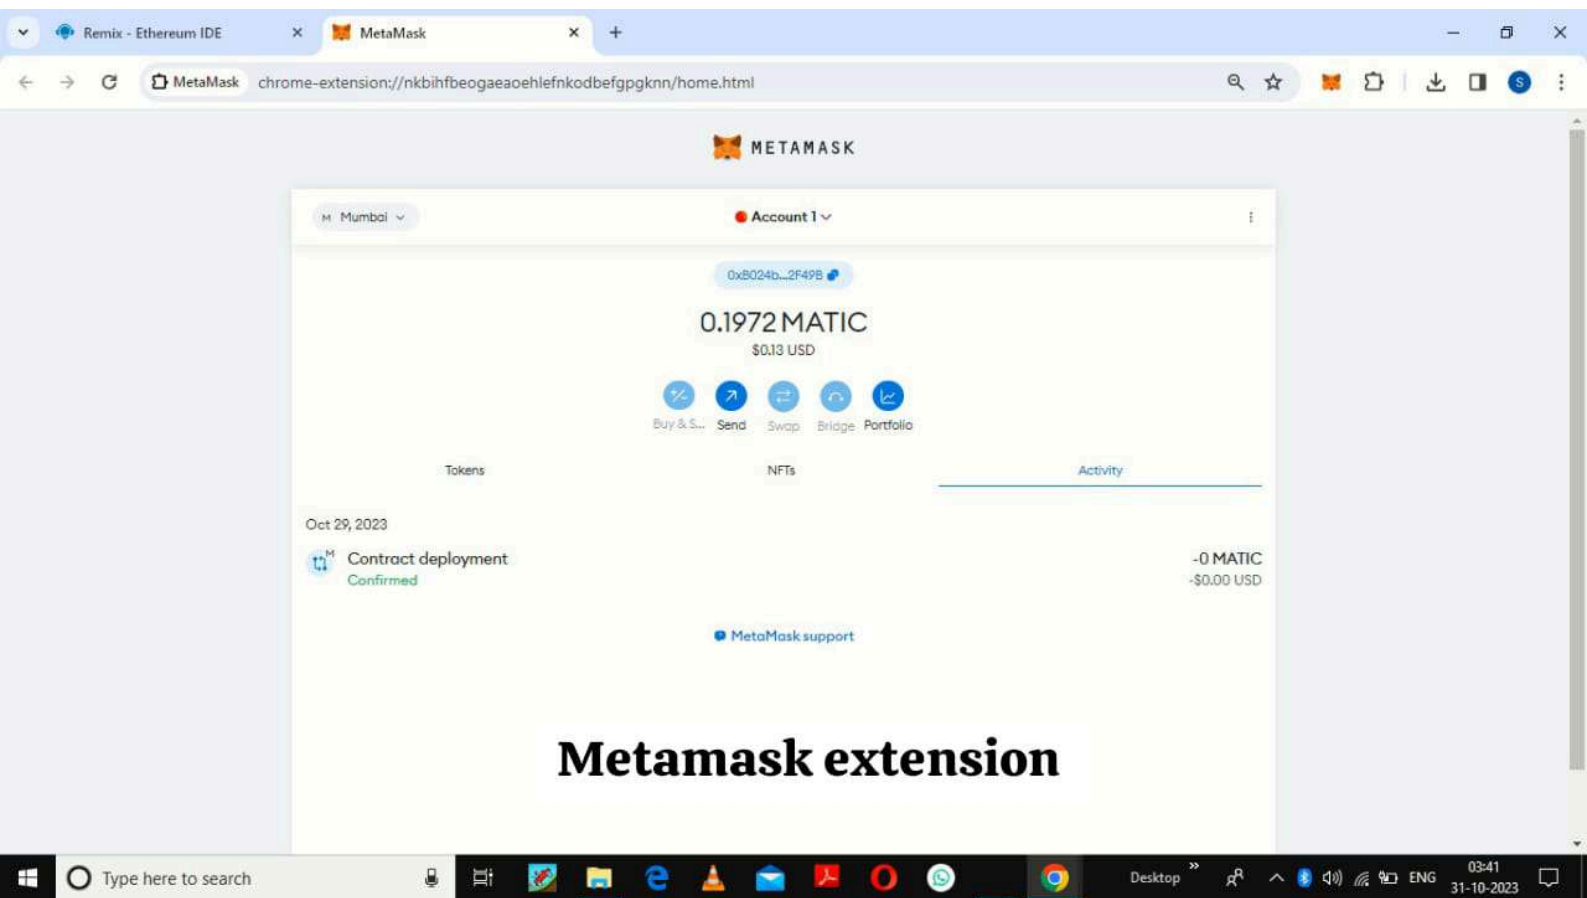 Remix - Ethereum IDE
MetaMask
MetaMask chrome-extension://nkbihfbeogaeaoehlefnkodbefgpgknn/home.html
S
METAMASK
M Mumbai
Account 1
0xB024b...2F49B
0.1972 MATIC
$0.13 USD
Buy & S... Send Swap Bridge Portfolio
Tokens NFTs Activity
Oct 29, 2023
M
Contract deployment -0 MATIC
Confirmed -$0.00 USD
MetaMask support
Metamask extension
Type here to search
Desktop
ENG
03:41
31-10-2023